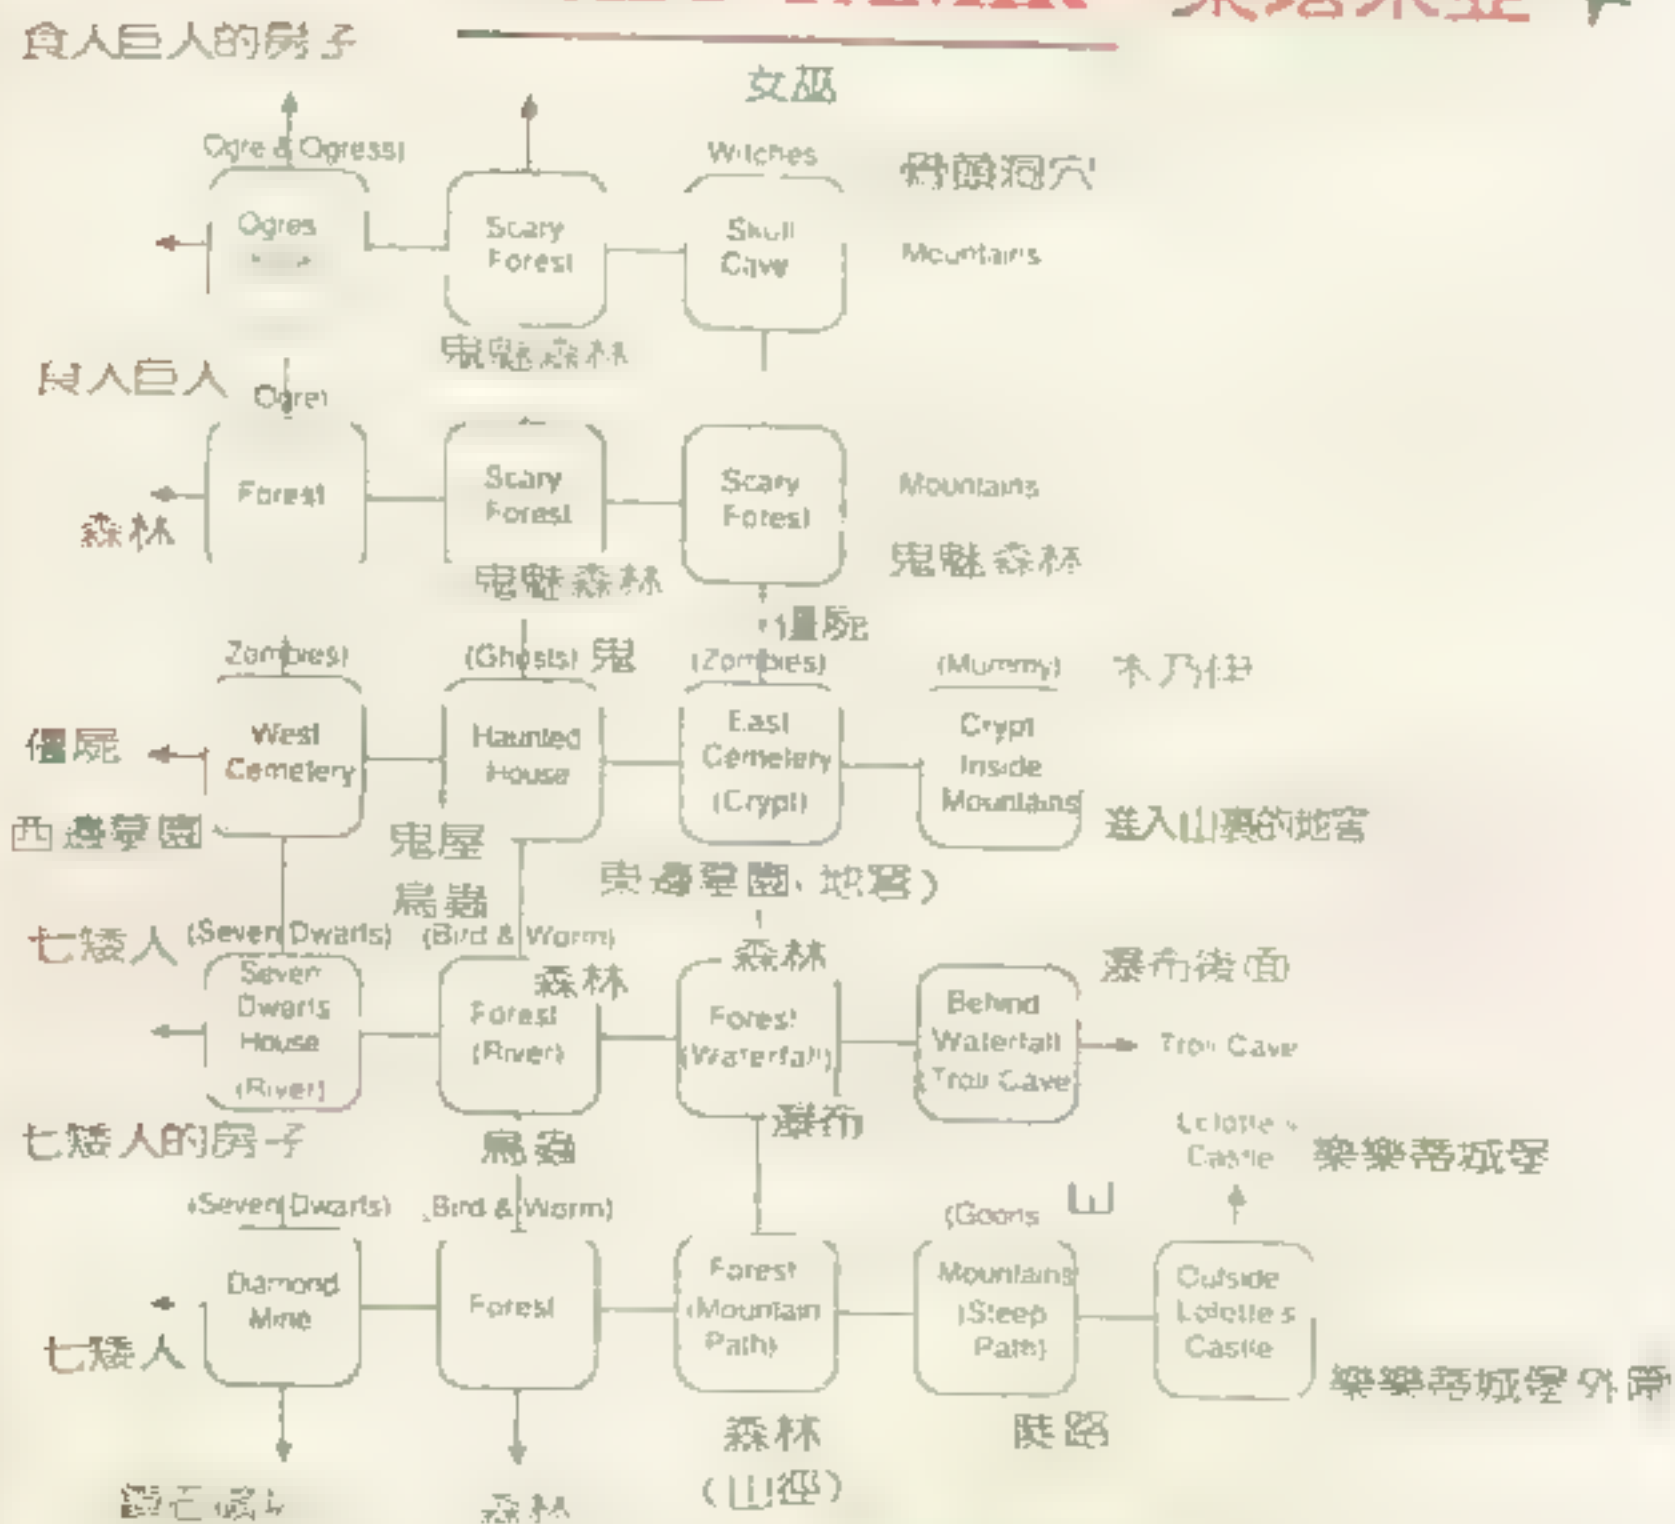 食人巨人的房子
女巫
Ogre & Ogress)
Witches
骨頭洞穴
Ogres
Scary
Forest
Skull
Cave
Mountains
鬼魅森林
食人巨人
Ogre)
Forest
Scary
Forest
Scary
Forest
Mountains
森林
鬼魅森林
鬼魅森林
僵屍
Zombies)
(Ghosts) 鬼
(Zombies)
(Mummy) 木乃伊
僵屍
West
Cemetery
Haunted
House
East
Cemetery
(Crypt)
Crypt
Inside
Mountains
西邊墓園
鬼屋
進入山裏的地窖
東邊墓園 地窖)
鳥蟲
七矮人 (Seven Dwarfs)
(Bird & Worm)
森林
森林
瀑布後面
Seven
Dwarfs
House
(River)
Forest
(River)
Forest
(Waterfall)
Behind
Waterfall
(Troll Cave)
Troll Cave
瀑布
七矮人的房子
鳥蟲
Lolotte's
Castle
樂樂蒂城堡
(Seven Dwarfs)
Bird & Worm)
(Goons
Diamond
Mine
Forest
Forest
(Mountain
Path)
Mountains
(Steep
Path)
Outside
Lolotte's
Castle
七矮人
樂樂蒂城堡外面
森林
(山徑)
陡路
森林